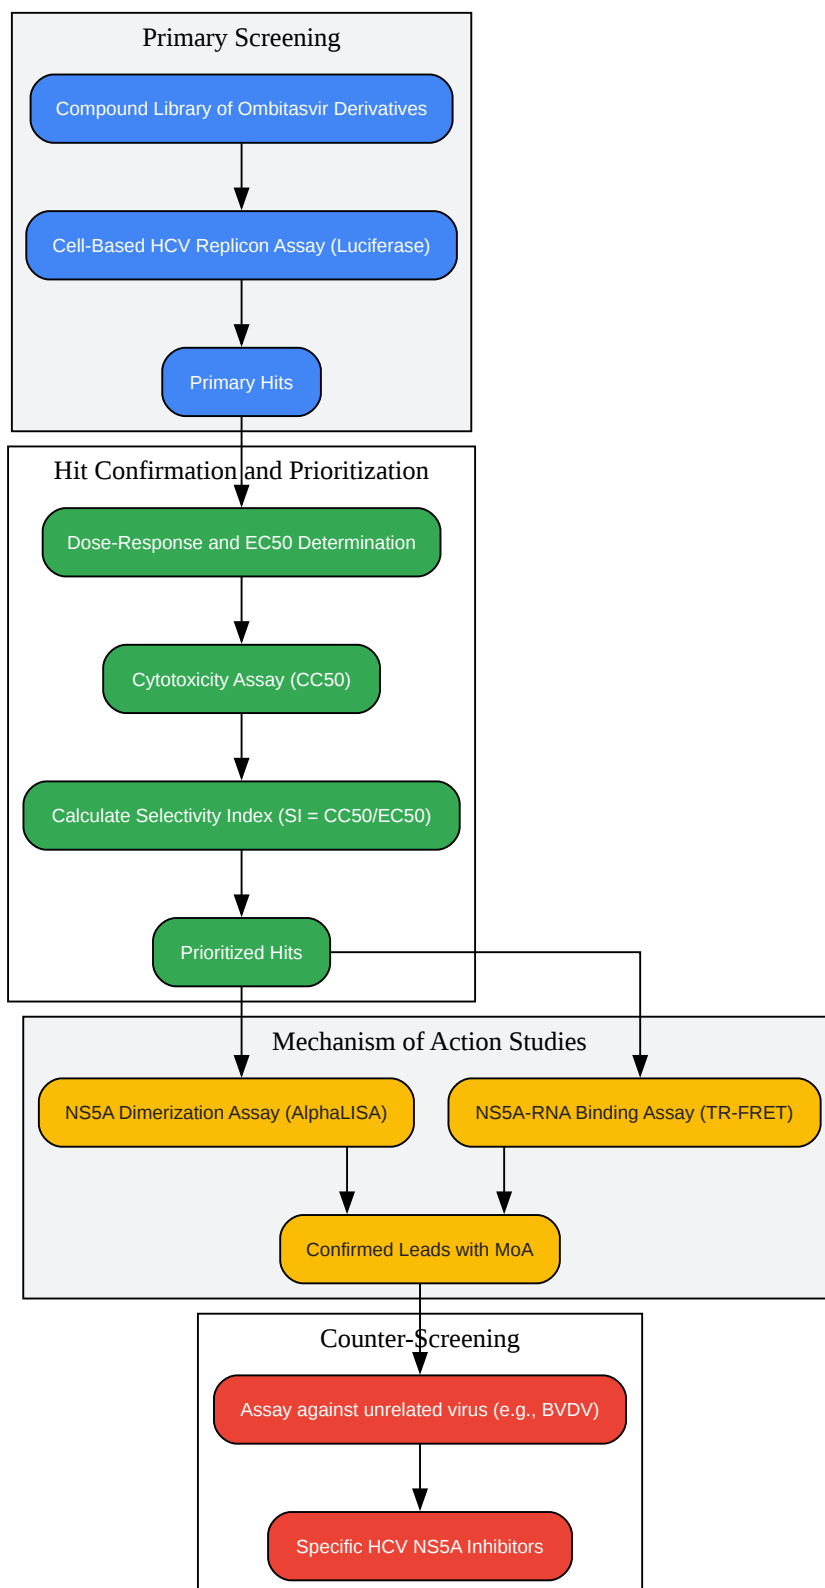 Primary Screening
Compound Library of Ombitasvir Derivatives
Cell-Based HCV Replicon Assay (Luciferase)
Primary Hits
Hit Confirmation and Prioritization
Dose-Response and EC50 Determination
Cytotoxicity Assay (CC50)
Calculate Selectivity Index (SI = CC50/EC50)
Prioritized Hits
Mechanism of Action Studies
NS5A Dimerization Assay (AlphaLISA)
NS5A-RNA Binding Assay (TR-FRET)
Confirmed Leads with MoA
Counter-Screening
Assay against unrelated virus (e.g., BVDV)
Specific HCV NS5A Inhibitors